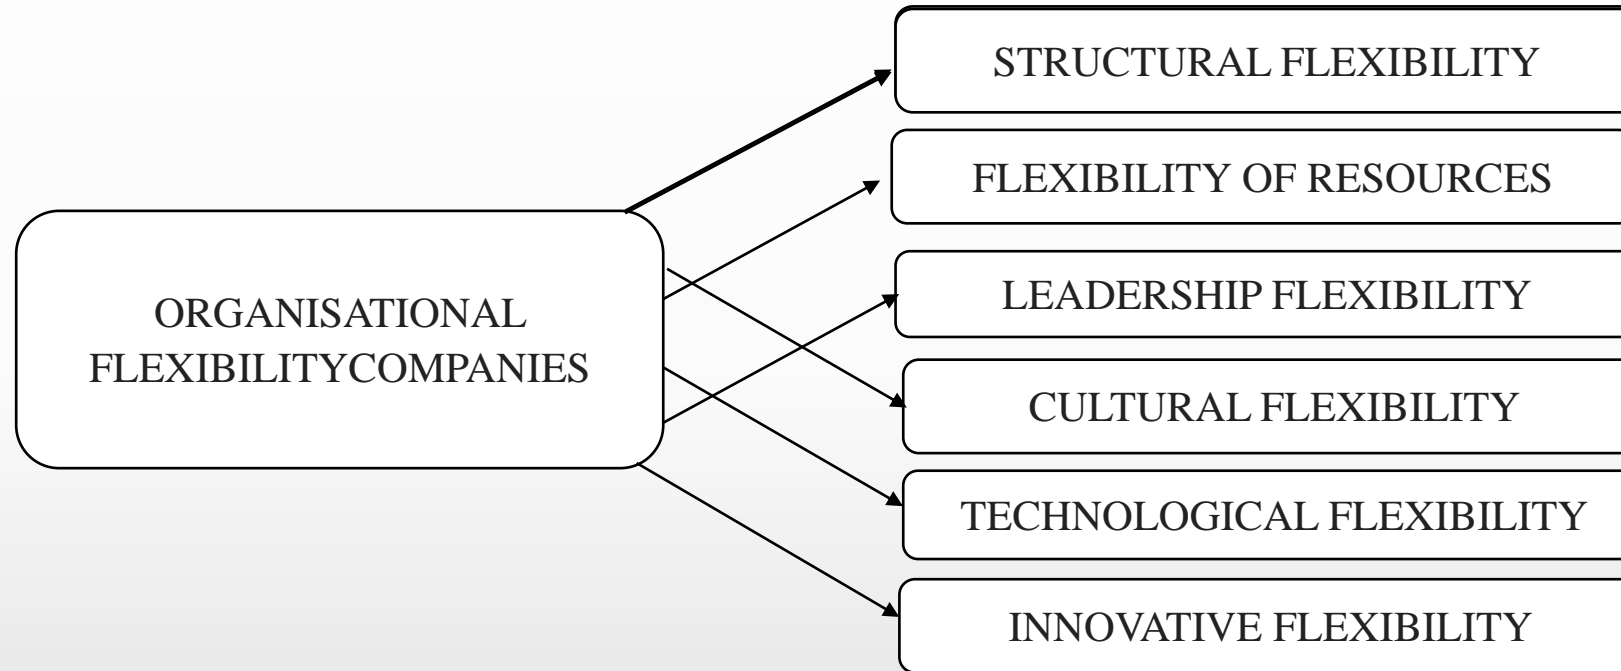 ORGANISATIONAL
FLEXIBILITYCOMPANIES
STRUCTURAL FLEXIBILITY
FLEXIBILITY OF RESOURCES
LEADERSHIP FLEXIBILITY
CULTURAL FLEXIBILITY
TECHNOLOGICAL FLEXIBILITY
INNOVATIVE FLEXIBILITY